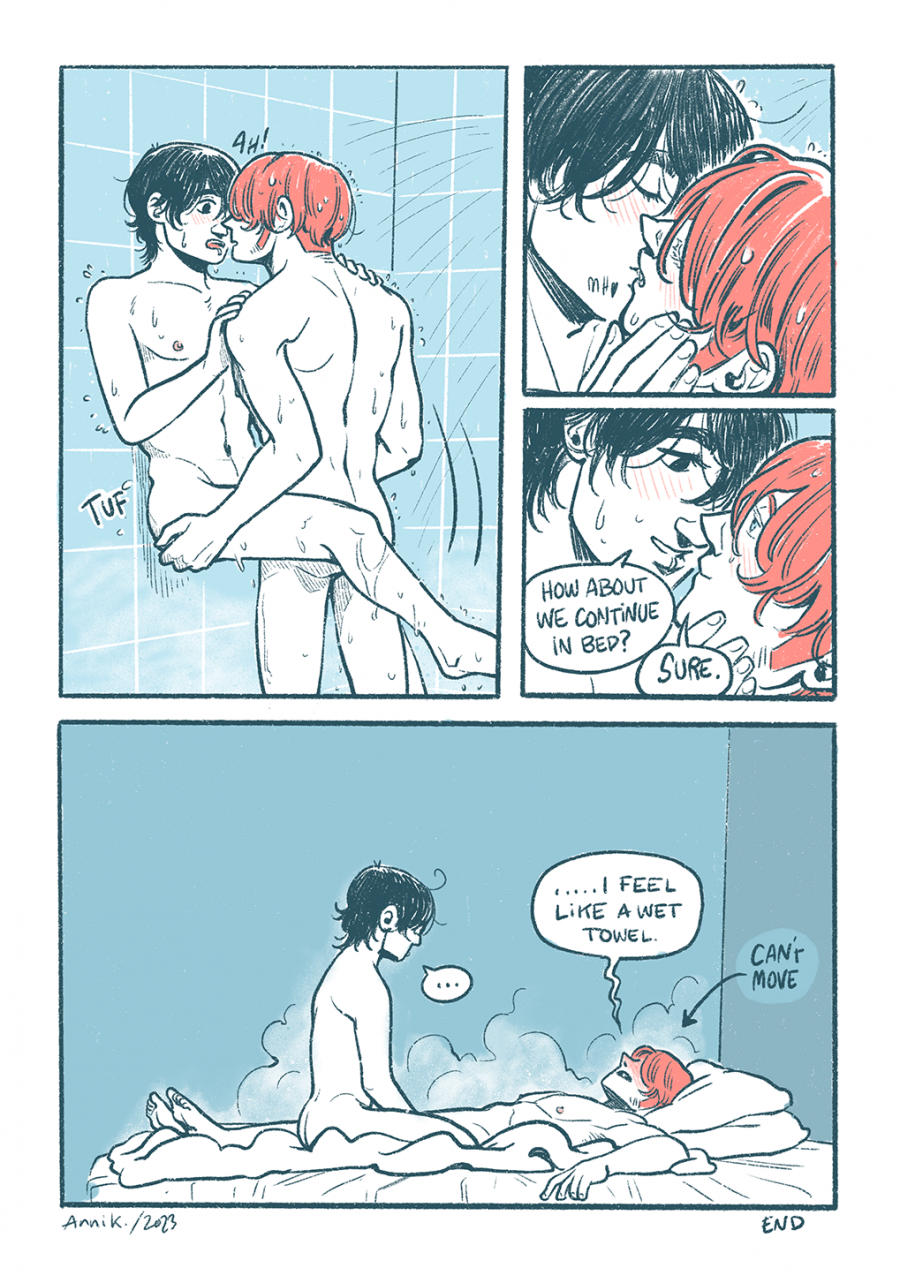 AH!
TUF
MH♥
HOW ABOUT
WE CONTINUE
IN BED?
SURE.
.....I FEEL
LIKE A WET
TOWEL.
...
CAN'T
MOVE
Annik./2023
END